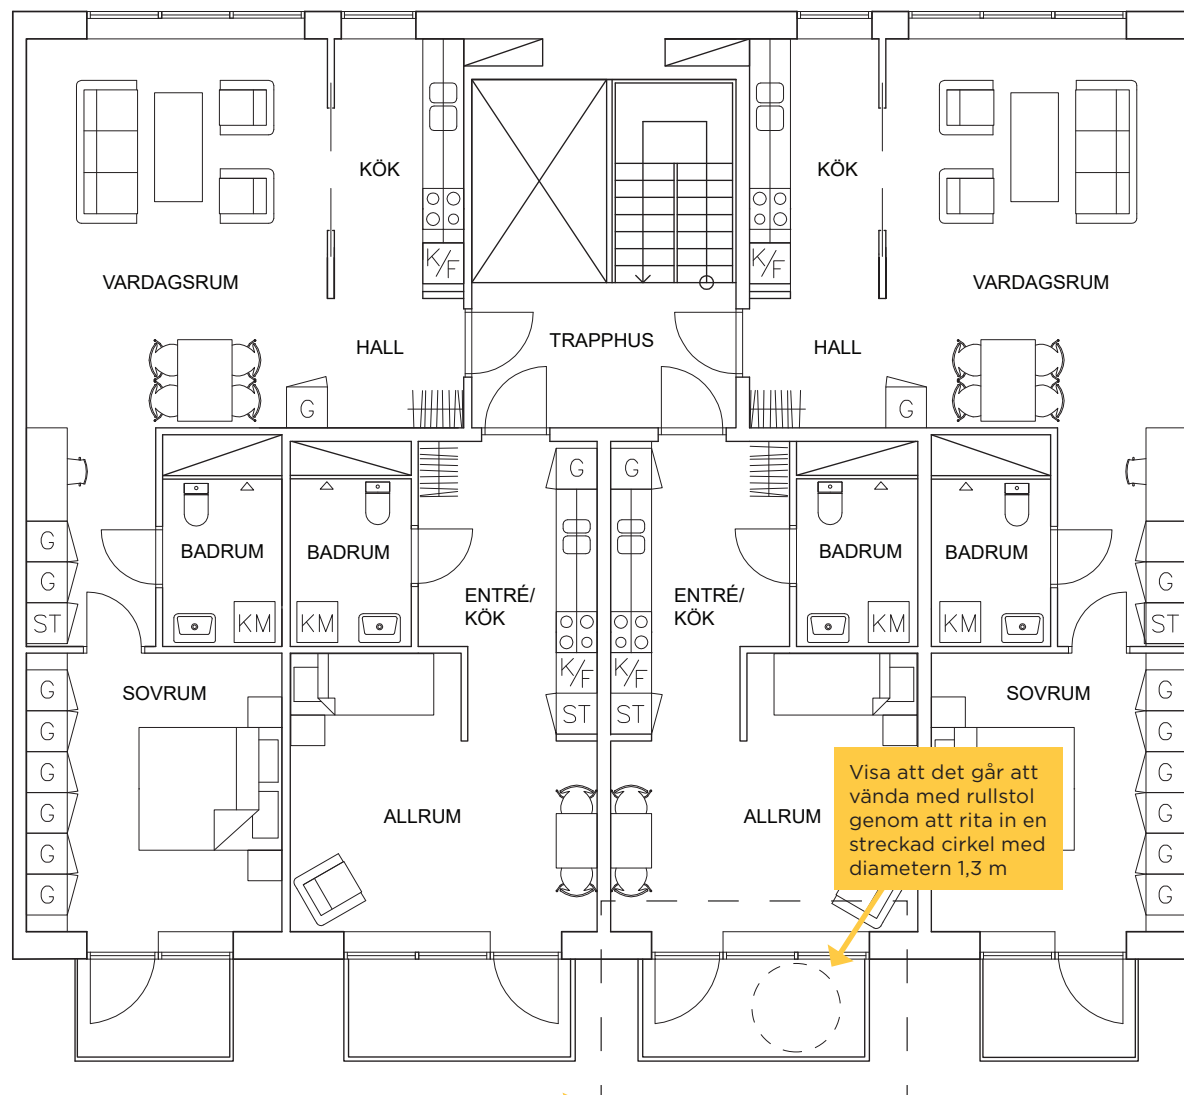 KÖK
KÖK
K/F
K/F
VARDAGSRUM
VARDAGSRUM
TRAPPHUS
HALL
HALL
G
G
G
G
BADRUM
BADRUM
BADRUM
BADRUM
G
G
G
ENTRÉ/
KÖK
ENTRÉ/
KÖK
ST
KM
KM
KM
KM
ST
K/F
K/F
SOVRUM
SOVRUM
G
G
ST
ST
G
G
G
G
G
G
G
G
G
G
Visa att det går att
vända med rullstol
genom att rita in en
streckad cirkel med
diametern 1,3 m
ALLRUM
ALLRUM